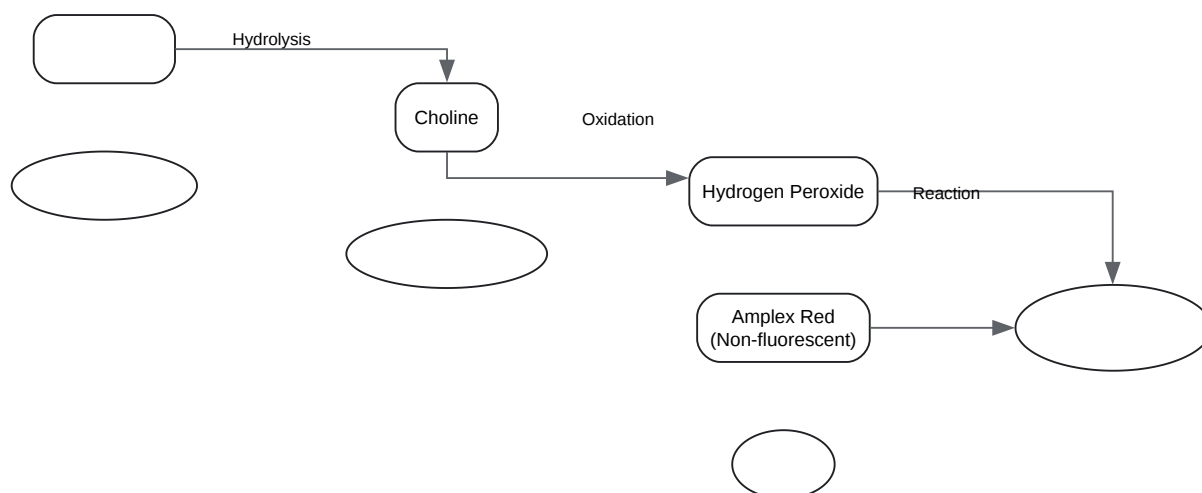 Hydrolysis
Choline
Oxidation
Hydrogen Peroxide
Reaction
Amplex Red
(Non-fluorescent)